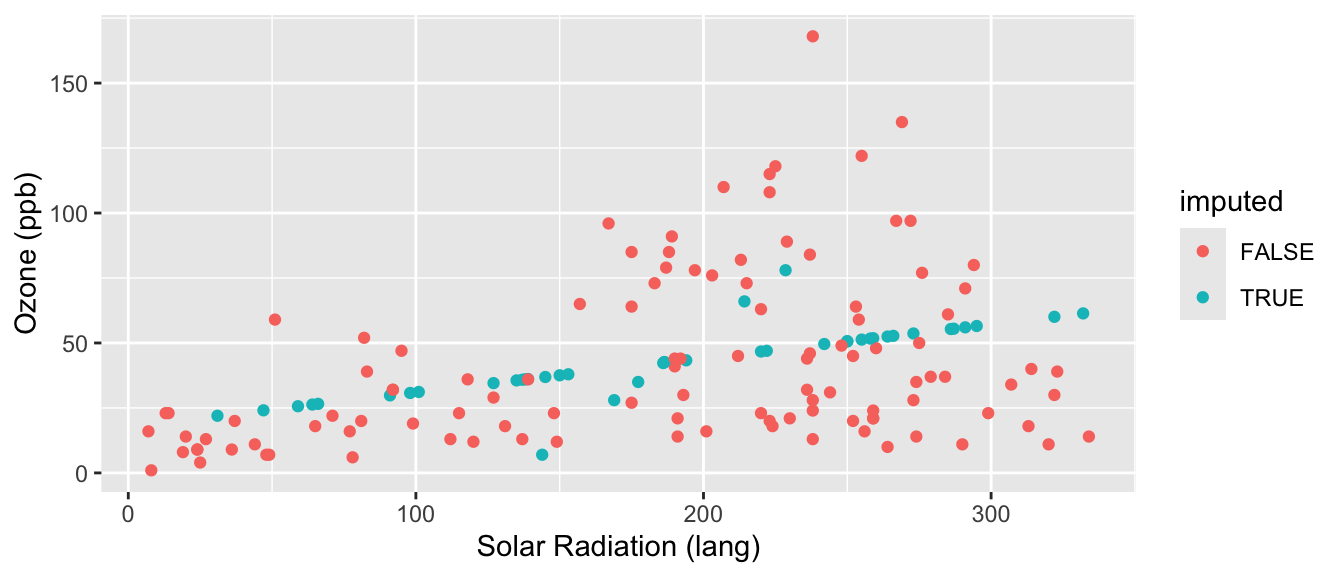 150
100
50
0
Ozone (ppb)
0 100 200 300
Solar Radiation (lang)
imputed
FALSE
TRUE